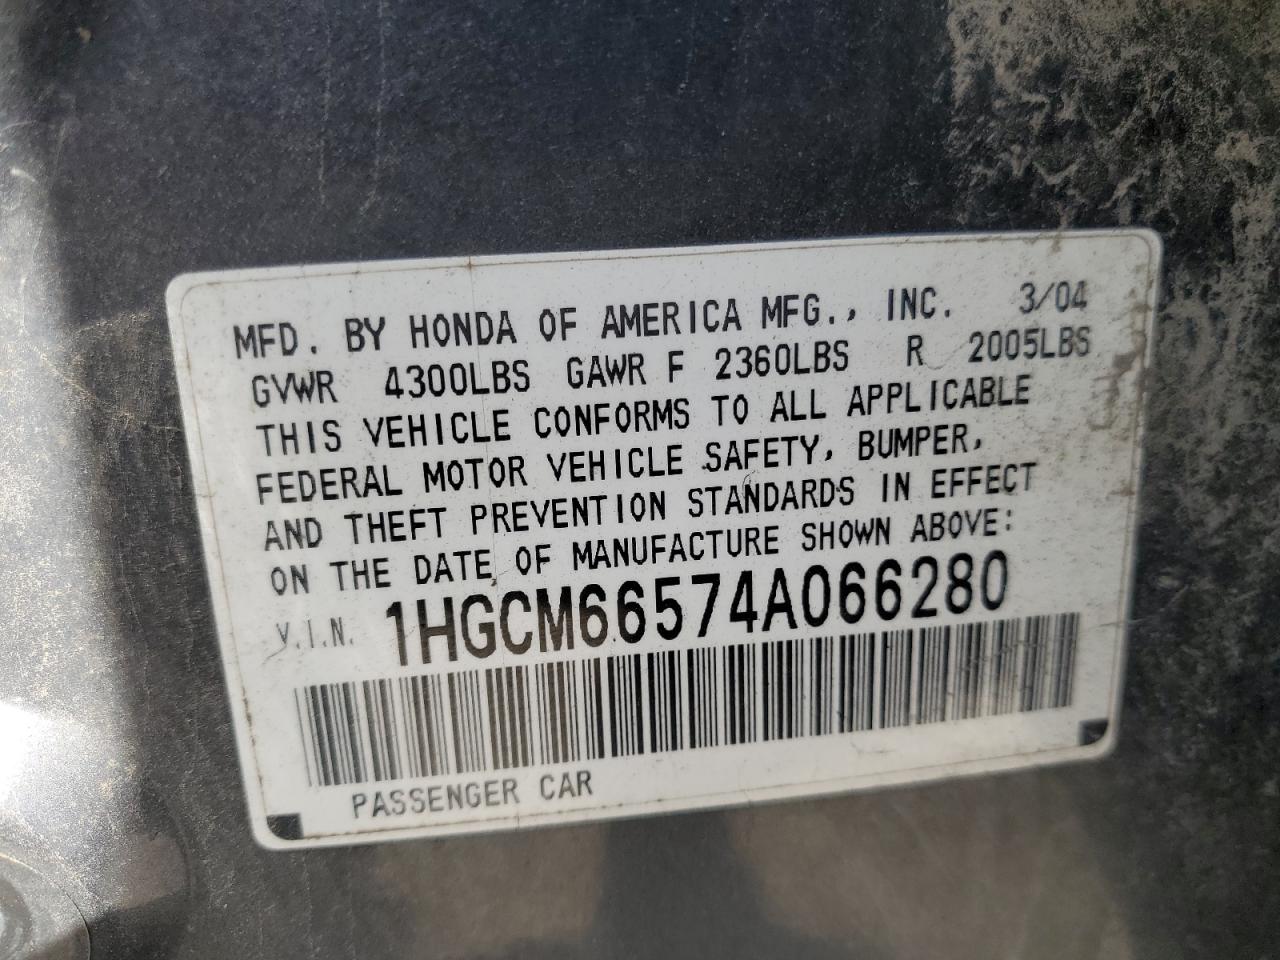 MFD. BY HONDA OF AMERICA MFG., INC. 3/04
GVWR 4300LBS GAWR F 2360LBS R 2005LBS
THIS VEHICLE CONFORMS TO ALL APPLICABLE
FEDERAL MOTOR VEHICLE SAFETY, BUMPER,
AND THEFT PREVENTION STANDARDS IN EFFECT
ON THE DATE OF MANUFACTURE SHOWN ABOVE:
V.I.N. 1HGCM66574A066280
PASSENGER CAR